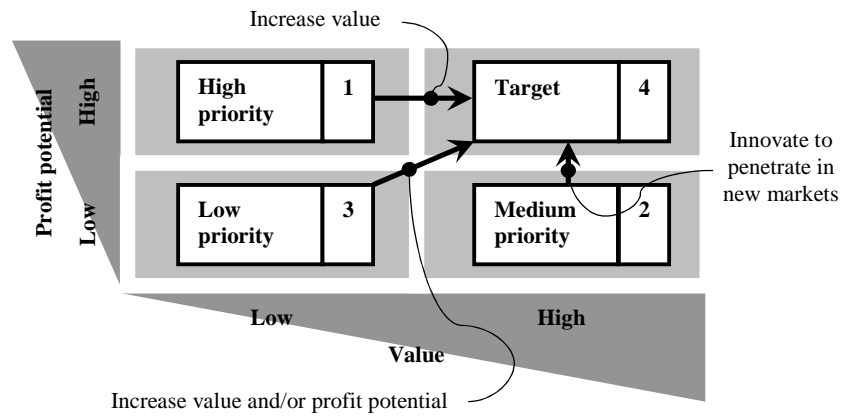 Increase value
High
priority
1
Target
4
Innovate to
penetrate in
new markets
Profit potential
High
Low
Low
priority
3
Medium
priority
2
Low
High
Value
Increase value and/or profit potential